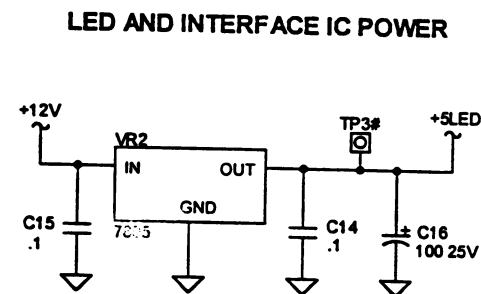 LED AND INTERFACE IC POWER
+12V
TP3#
+5LED
VR2
IN
OUT
GND
C15
.1
C14
.1
+
C16
100 25V